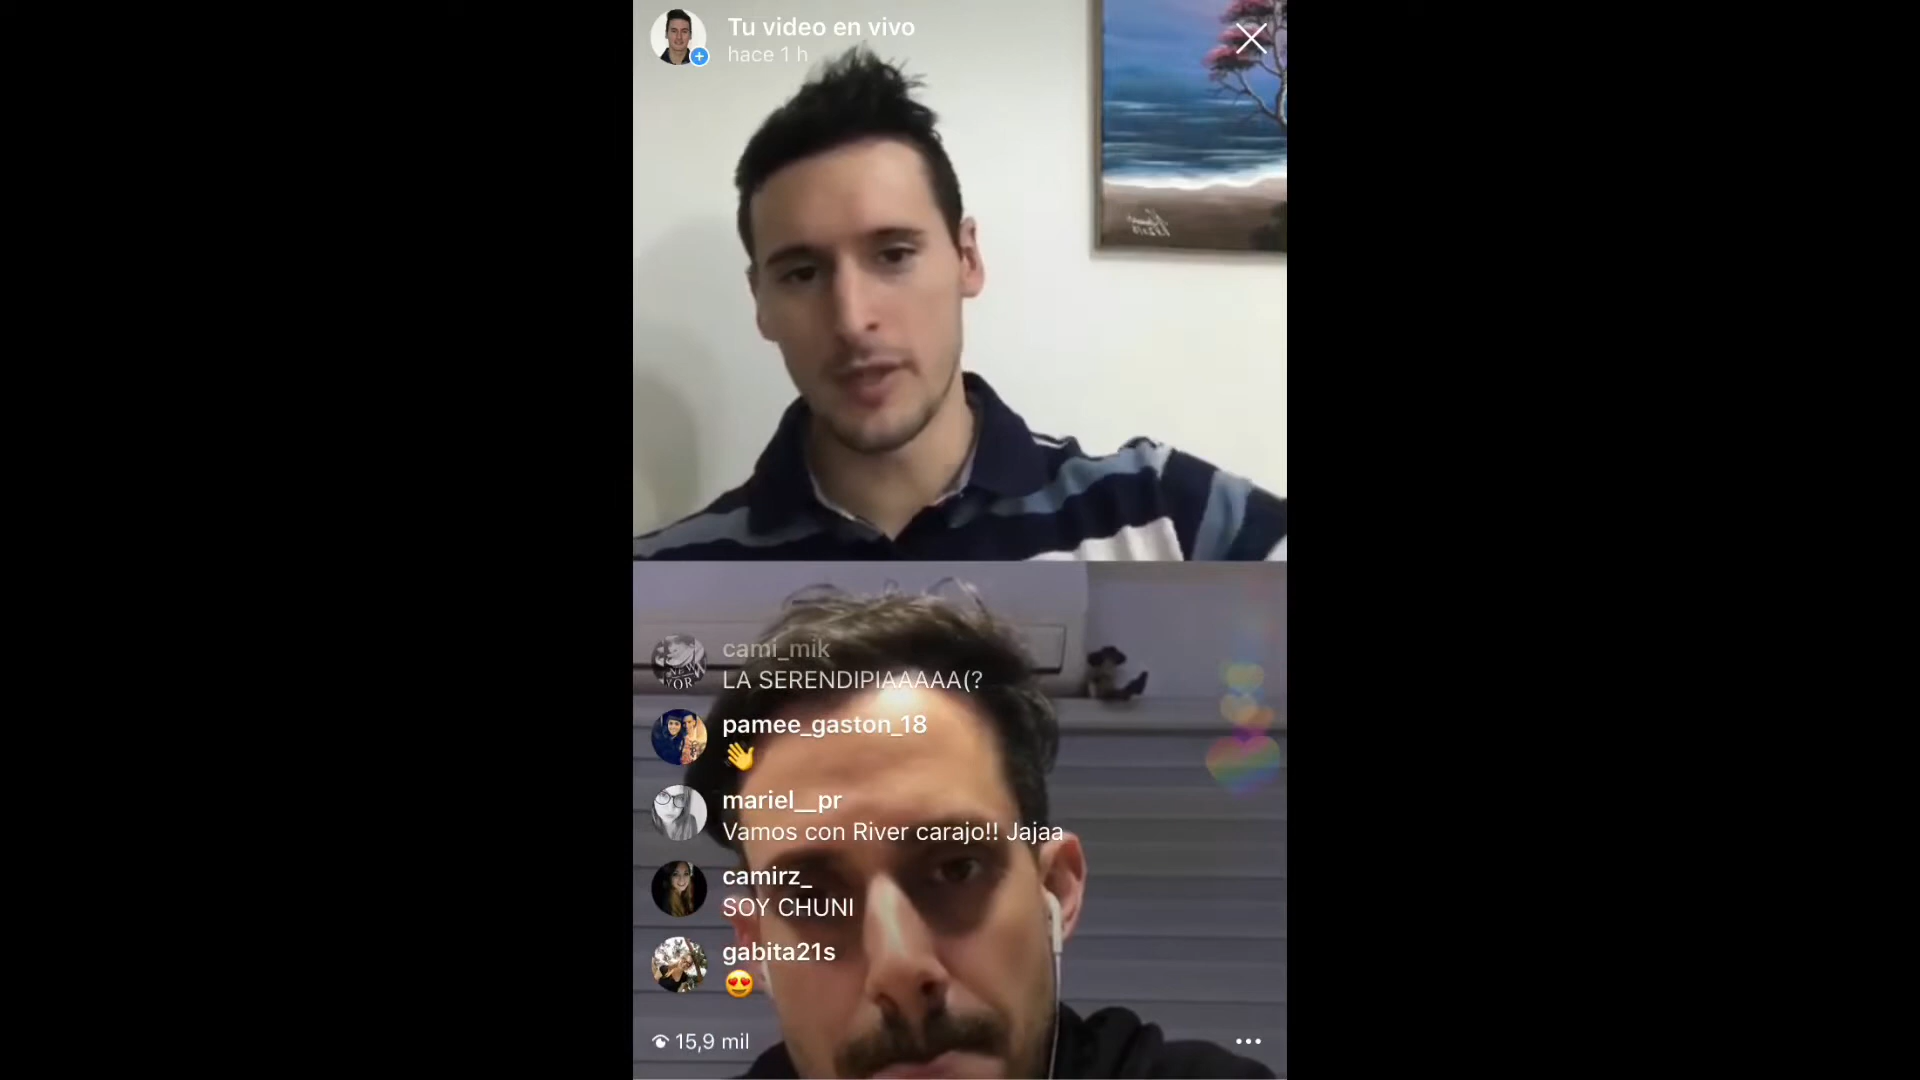 Tu video en vivo
hace 1 h
cami_mik
LA SERENDIPIAAAAA(?
pamee_gaston_18
👋
mariel__pr
Vamos con River carajo!! Jajaa
camirz_
SOY CHUNI
gabita21s
😍
15,9 mil